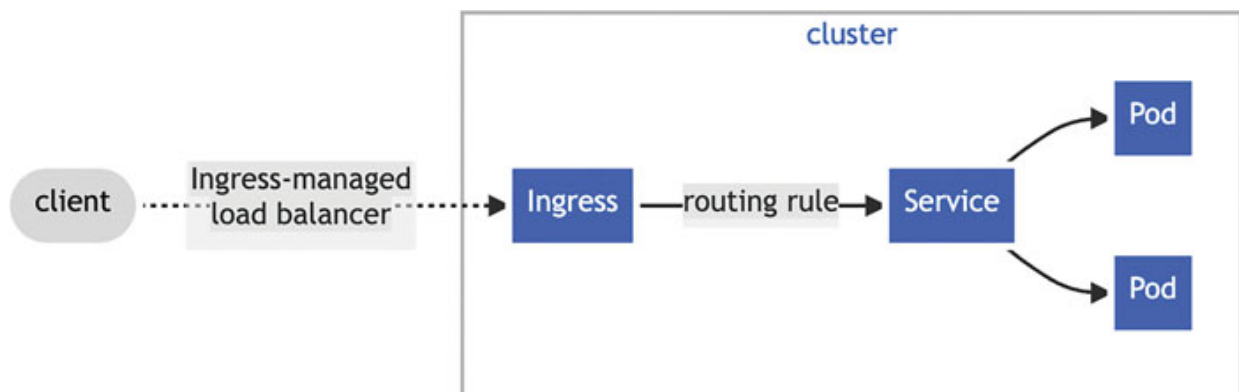 cluster
client
Ingress-managed
load balancer
Ingress
routing rule
Service
Pod
Pod